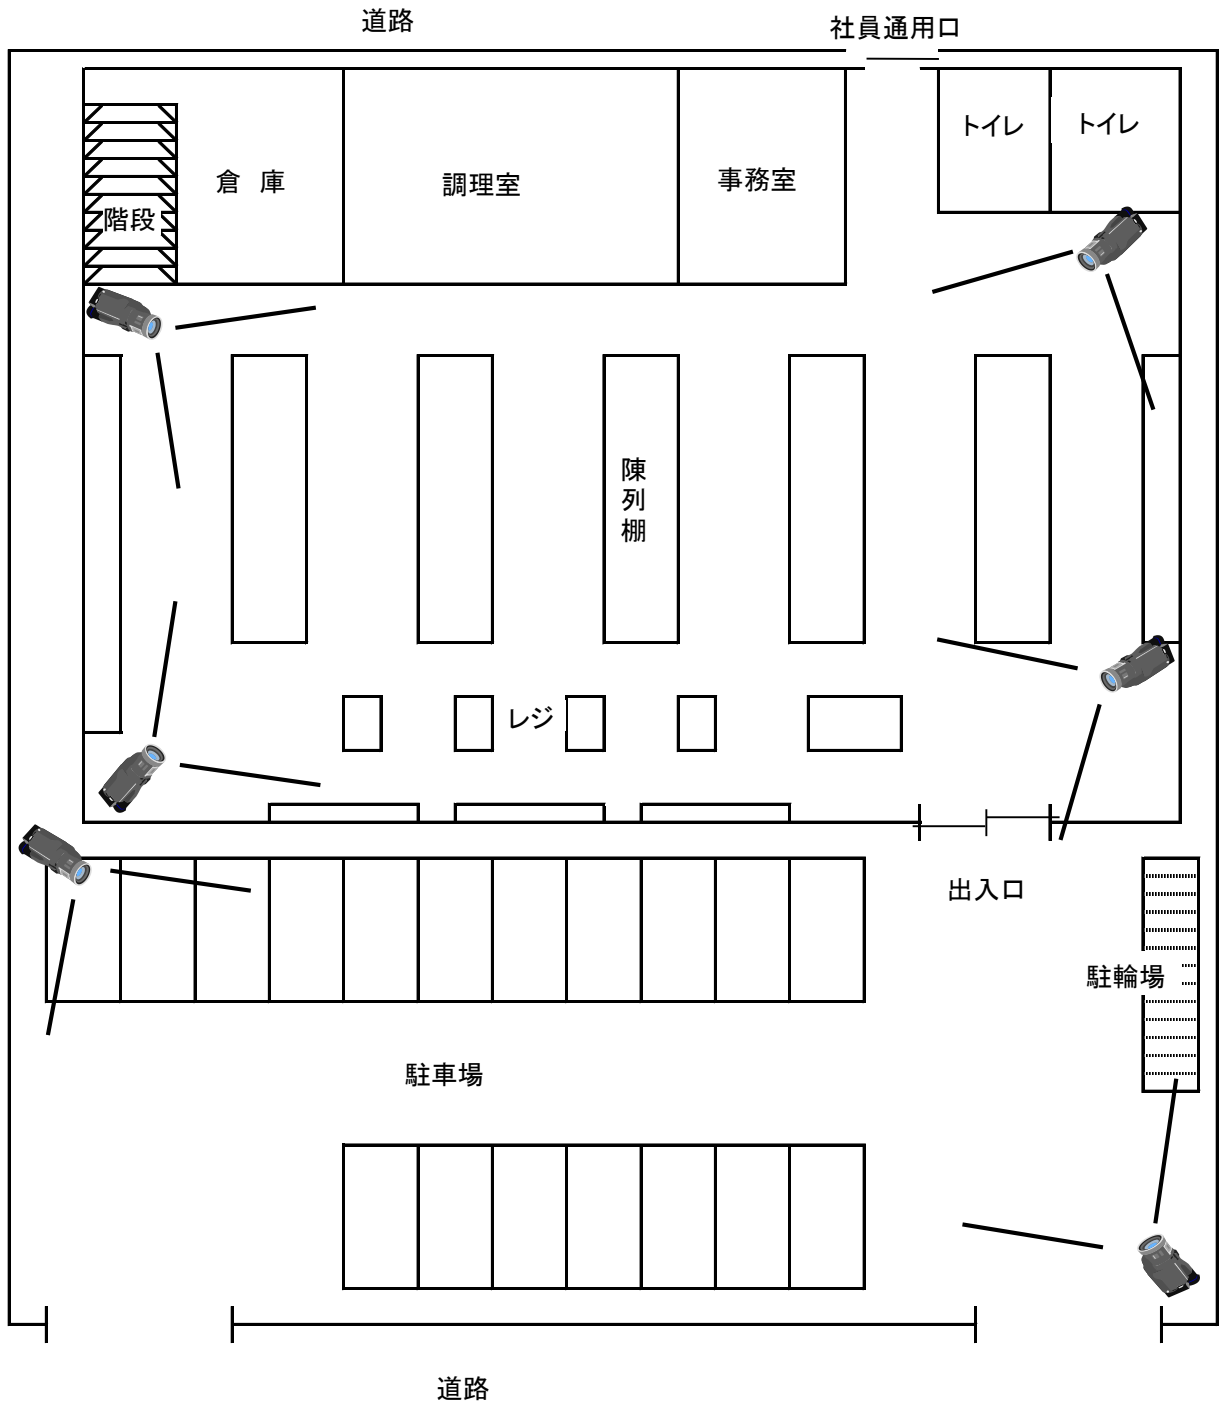 道路
社員通用口
トイレ
トイレ
倉　庫
調理室
事務室
階段
陳列棚
レジ
出入口
駐輪場
駐車場
道路